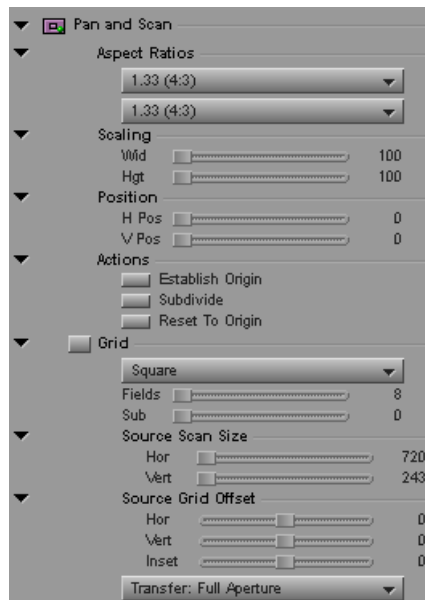 Pan and Scan
Aspect Ratios
1.33 (4:3)
1.33 (4:3)
Scaling
Wid 100
Hgt 100
Position
H Pos 0
V Pos 0
Actions
Establish Origin
Subdivide
Reset To Origin
Grid
Square
Fields 8
Sub 0
Source Scan Size
Hor 720
Vert 243
Source Grid Offset
Hor 0
Vert 0
Inset 0
Transfer: Full Aperture